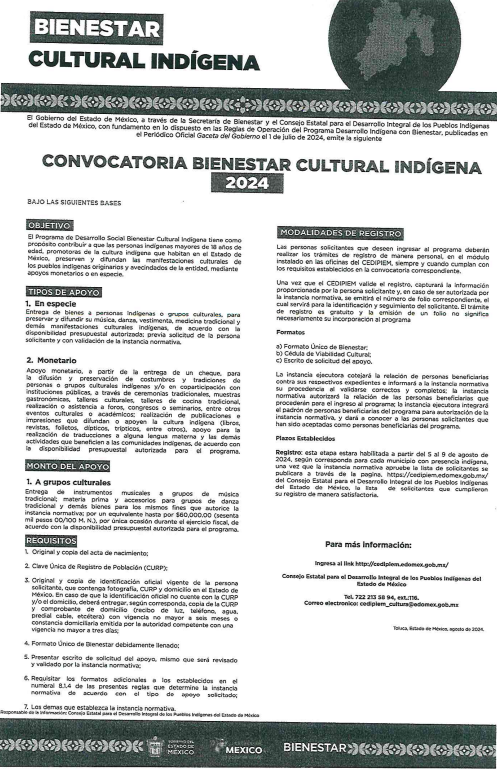 BIENESTAR
CULTURAL INDÍGENA
El Gobierno del Estado de México, a través de la Secretaría de Bienestar y el Consejo Estatal para el Desarrollo Integral de los Pueblos Indígenas
del Estado de México, con fundamento en lo dispuesto en las Reglas de Operación del Programa Desarrollo Indígena con Bienestar, publicadas en
el Periódico Oficial Gaceta del Gobierno el 1 de julio de 2024, emite la siguiente
CONVOCATORIA BIENESTAR CULTURAL INDÍGENA
2024
BAJO LAS SIGUIENTES BASES
OBJETIVO
El Programa de Desarrollo Social Bienestar Cultural Indígena tiene como
propósito contribuir a que las personas indígenas mayores de 18 años de
edad, promotoras de la cultura indígena que habitan en el Estado de
México, preserven y difundan las manifestaciones culturales de
los pueblos indígenas originarios y avecindados de la entidad, mediante
apoyos monetarios o en especie.
TIPOS DE APOYO
1. En especie
Entrega de bienes a personas indígenas o grupos culturales, para
preservar y difundir su música, danza, vestimenta, medicina tradicional y
demás manifestaciones culturales indígenas, de acuerdo con la
disponibilidad presupuestal autorizada; previa solicitud de la persona
solicitante y con validación de la instancia normativa.
2. Monetario
Apoyo monetario, a partir de la entrega de un cheque, para
la difusión y preservación de costumbres y tradiciones de
personas o grupos culturales indígenas y/o en coparticipación con
instituciones públicas, a través de ceremonias tradicionales, muestras
gastronómicas, talleres culturales, talleres de cocina tradicional,
realización o asistencia a foros, congresos o seminarios, entre otros
eventos culturales o académicos; realización de publicaciones e
impresiones que difundan o apoyen la cultura indígena (libros,
revistas, folletos, dípticos, trípticos, entre otros), apoyo para la
realización de traducciones a alguna lengua materna y las demás
actividades que beneficien a las comunidades indígenas, de acuerdo con
la disponibilidad presupuestal autorizada para el programa.
MONTO DEL APOYO
1. A grupos culturales
Entrega de instrumentos musicales a grupos de música
tradicional; materia prima y accesorios para grupos de danza
tradicional y demás bienes para los mismos fines que autorice la
instancia normativa; por un equivalente hasta por $60,000.00 (sesenta
mil pesos 00/100 M. N.), por única ocasión durante el ejercicio fiscal, de
acuerdo con disponibilidad presupuestal autorizada para el programa.
REQUISITOS
1. Original y copia del acta de nacimiento;
2. Clave Única de Registro de Población (CURP);
3. Original y copia de identificación oficial vigente de la persona
solicitante, que contenga fotografía, CURP y domicilio en el Estado de
México. En caso de que la identificación oficial no cuente con la CURP
y/o el domicilio, deberá entregar, según corresponda, copia de la CURP
y comprobante de domicilio (recibo de luz, teléfono, agua,
predial, cable, etcétera) con vigencia no mayor a seis meses o
constancia domiciliaria emitida por la autoridad competente con una
vigencia no mayor a tres días;
4. Formato Único de Bienestar debidamente llenado;
5. Presentar escrito de solicitud del apoyo, mismo que será revisado
y validado por la instancia normativa;
6. Requisitar los formatos adicionales a los establecidos en el
numeral 8.1.4 de las presentes reglas que determine la instancia
normativa de acuerdo con el tipo de apoyo solicitado;
7. Los demás que establezca la instancia normativa.
Responsable de la Información: Consejo Estatal para el Desarrollo Integral de los Pueblos Indígenas del Estado de México
MODALIDADES DE REGISTRO
Las personas solicitantes que deseen ingresar al programa deberán
realizar los trámites de registro de manera personal, en el módulo
instalado en las oficinas del CEDIPIEM, siempre y cuando cumplan con
los requisitos establecidos en la convocatoria correspondiente.
Una vez que el CEDIPIEM valide el registro, capturará la información
proporcionada por la persona solicitante y, en caso de ser autorizada por
la instancia normativa, se emitirá el número de folio correspondiente, el
cual servirá para la identificación y seguimiento del solicitante. El trámite
de registro es gratuito y la emisión de un folio no significa
necesariamente su incorporación al programa
Formatos
a) Formato Único de Bienestar;
b) Cédula de Viabilidad Cultural;
c) Escrito de solicitud del apoyo.
La instancia ejecutora cotejará la relación de personas beneficiarias
contra sus respectivos expedientes e informará a la instancia normativa
su procedencia al validarse correctos y completos; la instancia
normativa autorizará la relación de personas beneficiarias que
procederán para el ingreso al programa; la instancia ejecutora integrará
el padrón de personas beneficiarias del programa para autorización de la
instancia normativa, y dará a conocer a las personas solicitantes que
han sido aceptadas como personas beneficiarias del programa.
Plazos Establecidos
Registro: esta etapa estara habilitada a partir del 5 al 9 de agosto de
2024, según corresponda para cada municipio con presencia indígena,
una vez que la instancia normativa apruebe la lista de solicitudes se
publicará a través de la pagina, https://cedipiem.edomex.gob.mx/
del Consejo Estatal para el Desarrollo Integral de los Pueblos Indígenas
del Estado de México, la lista de solicitantes que cumplieron
su registro de manera satisfactoria.
Para más información:
Ingresa al link http://cedipiem.edomex.gob.mx/
Consejo Estatal para el Desarrollo Integral de los Pueblos Indígenas del
Estado de México
Tel. 722 213 58 94, ext.:116.
Correo electronico: cedipiem_cultura@edomex.gob.mx
Toluca, Estado de México, agosto de 2024.
GOBIERNO DEL
ESTADO DE
MÉXICO
MÉXICO
BIENESTAR